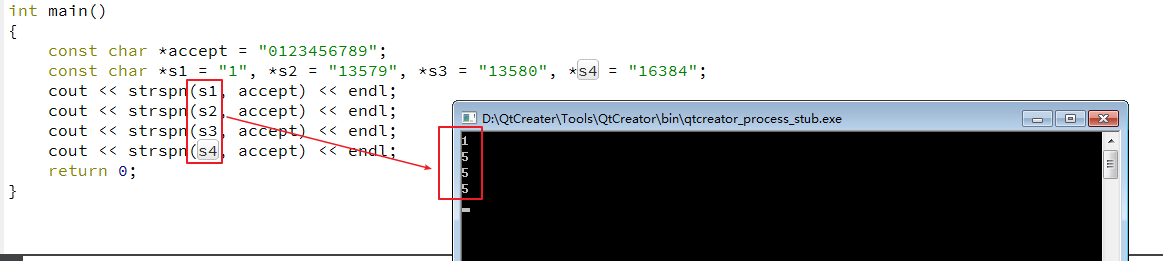 int main()
{
    const char *accept = "0123456789";
    const char *s1 = "1", *s2 = "13579", *s3 = "13580", *s4 = "16384";
    cout << strspn(s1, accept) << endl;
    cout << strspn(s2, accept) << endl;
    cout << strspn(s3, accept) << endl;
    cout << strspn(s4, accept) << endl;
    return 0;
}
D:\QtCreater\Tools\QtCreator\bin\qtcreator_process_stub.exe
1
5
5
5